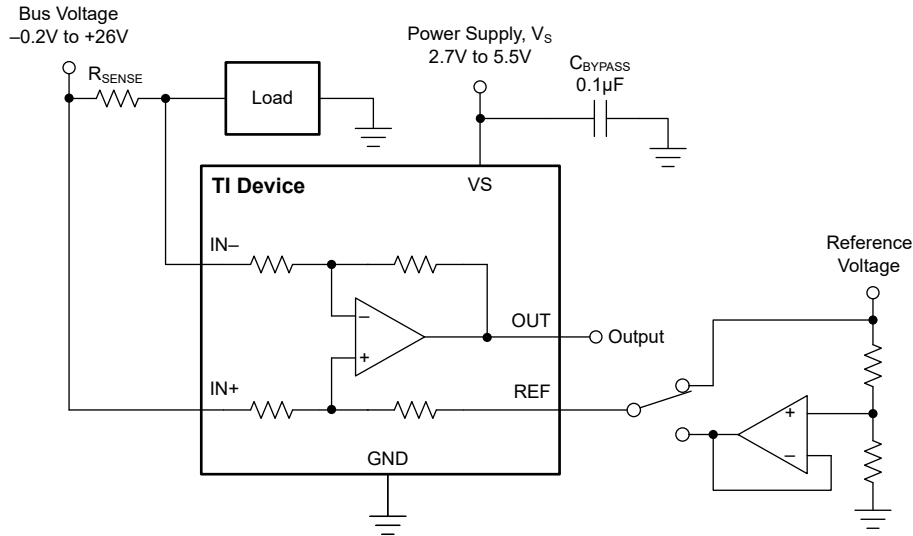 Bus Voltage
–0.2V to +26V
RSENSE
Load
Power Supply, VS
2.7V to 5.5V
CBYPASS
0.1µF
TI Device
VS
IN–
–
+
OUT
Output
IN+
REF
GND
Reference
Voltage
+
–